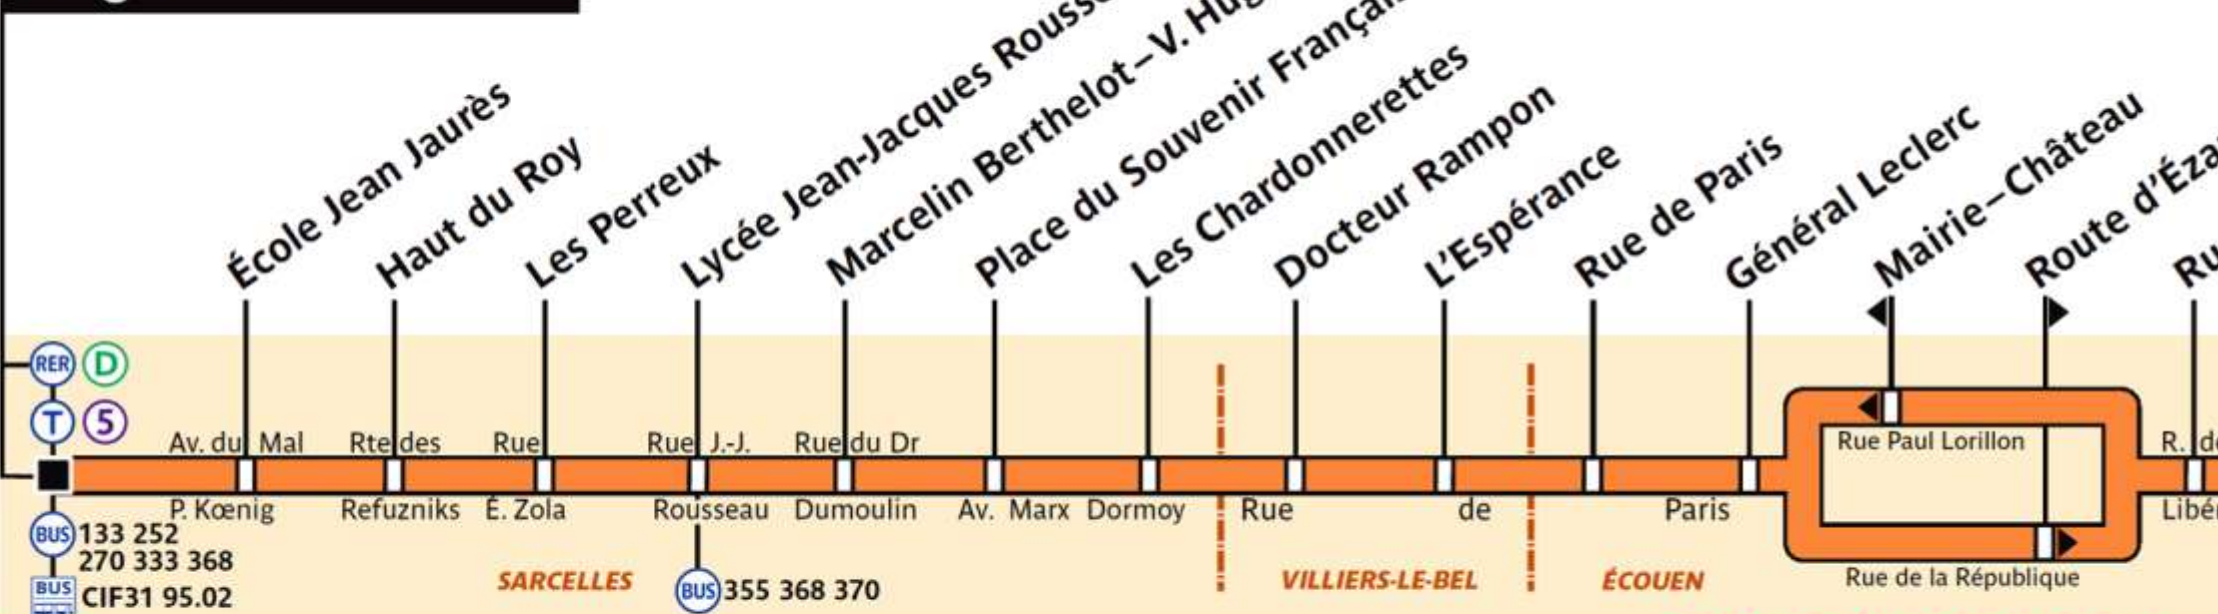 École Jean Jaurès
Haut du Roy
Les Perreux
Lycée Jean-Jacques
Marcelin Berthelot – V.
Place du Souvenir
Les Chardonnerettes
Docteur Rampon
L'Espérance
Rue de Paris
Général Leclerc
Mairie – Château
Route
RER D
T 5
Av. du Mal
P. Kœnig
Rte des
Refuzniks
Rue
É. Zola
Rue J.-J.
Rousseau
Rue du Dr
Dumoulin
Av. Marx Dormoy
Rue de Paris
Rue Paul Lorillon
Rue de la République
R.
BUS 133 252
270 333 368
BUS CIF31 95.02
SARCELLES
BUS 355 368 370
VILLIERS-LE-BEL
ÉCOUEN